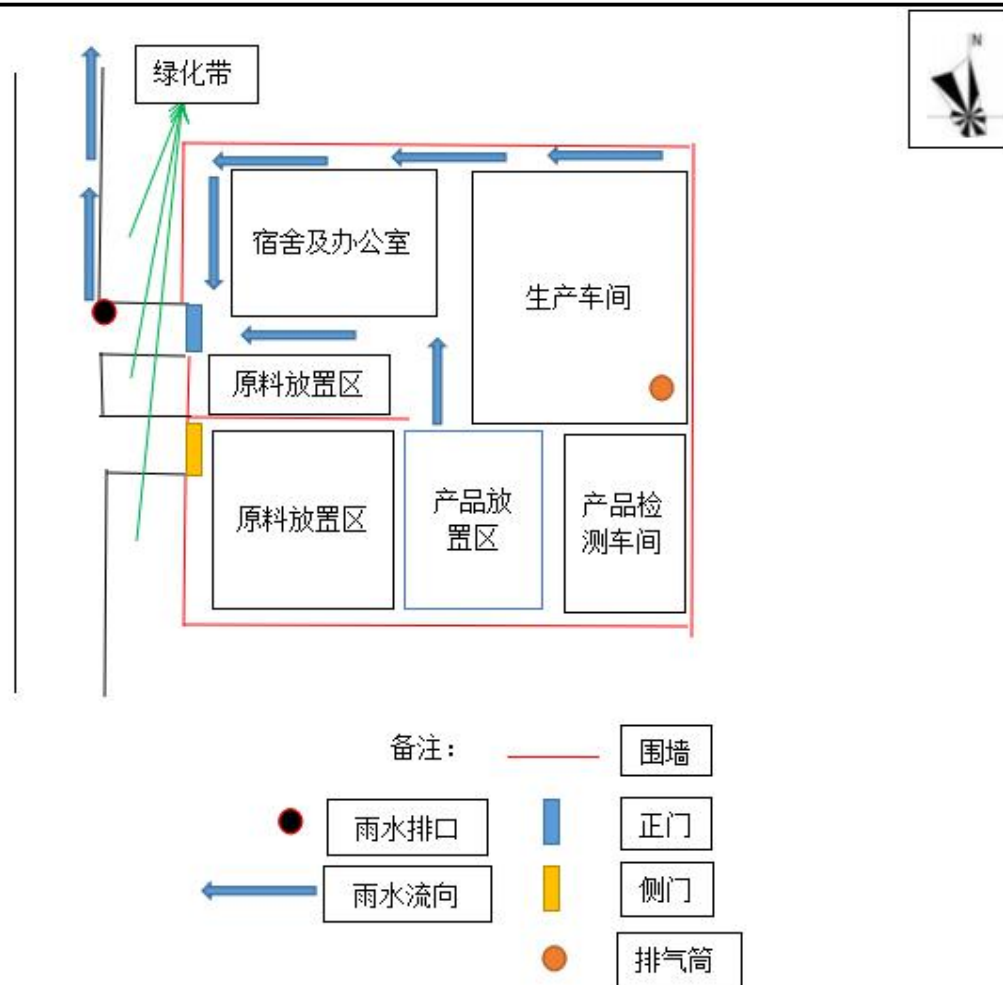 N
绿化带
宿舍及办公室
生产车间
原料放置区
原料放置区
产品放
置区
产品检
测车间
备注：
围墙
雨水排口
正门
雨水流向
侧门
排气筒